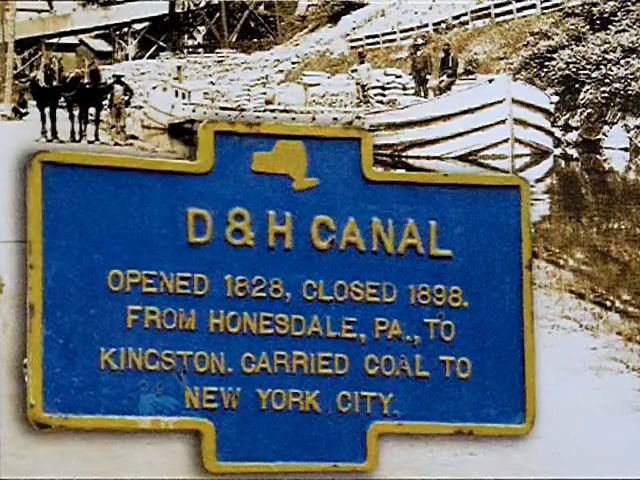 D & H CANAL
OPENED 1828, CLOSED 1898.
FROM HONESDALE, PA., TO
KINGSTON. CARRIED COAL TO
NEW YORK CITY.